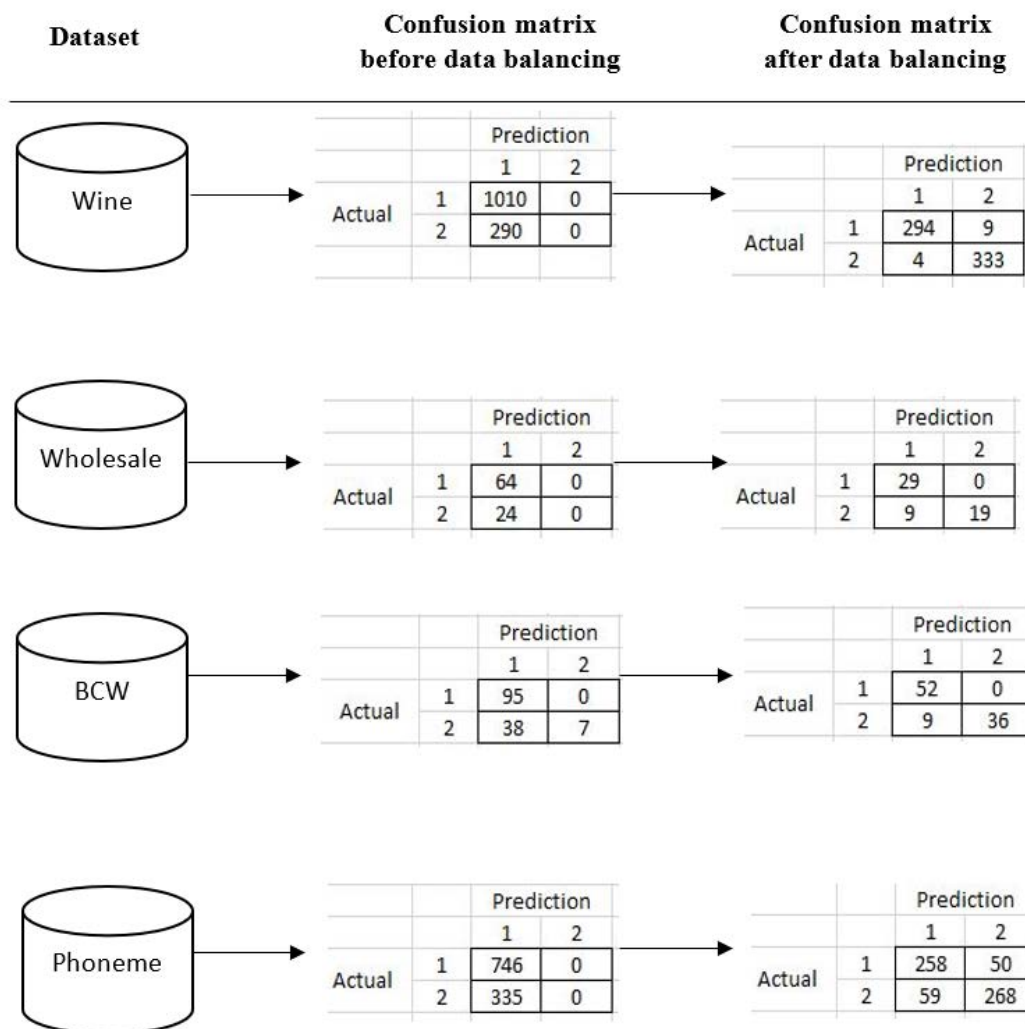 Dataset
Confusion matrix
before data balancing
Confusion matrix
after data balancing
Wine
Prediction
1 2
Actual
1 1010 0
2 290 0
Prediction
1 2
Actual
1 294 9
2 4 333
Wholesale
Prediction
1 2
Actual
1 64 0
2 24 0
Prediction
1 2
Actual
1 29 0
2 9 19
BCW
Prediction
1 2
Actual
1 95 0
2 38 7
Prediction
1 2
Actual
1 52 0
2 9 36
Phoneme
Prediction
1 2
Actual
1 746 0
2 335 0
Prediction
1 2
Actual
1 258 50
2 59 268